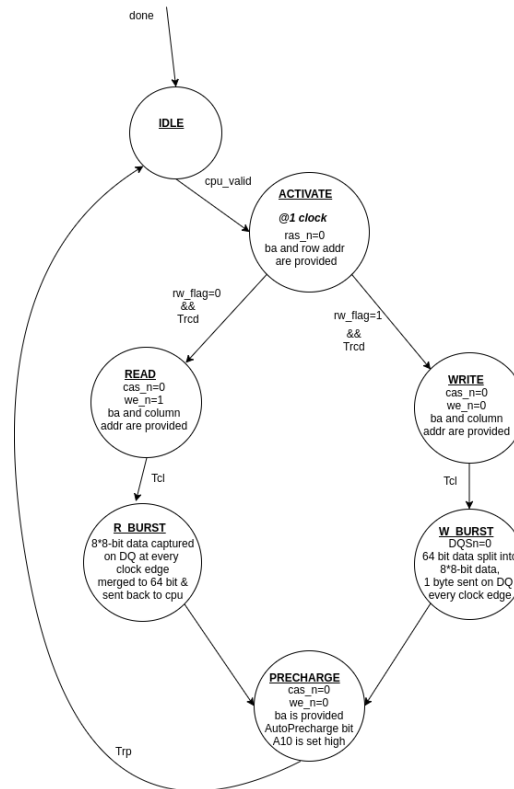 done
IDLE
cpu_valid
ACTIVATE
@1 clock
ras_n=0
ba and row addr
are provided
rw_flag=0
&&
Trcd
rw_flag=1
&&
Trcd
READ
cas_n=0
we_n=1
ba and column
addr are provided
WRITE
cas_n=0
we_n=0
ba and column
addr are provided
Tcl
Tcl
R_BURST
8*8-bit data captured
on DQ at every
clock edge
merged to 64 bit &
sent back to cpu
W_BURST
DQSn=0
64 bit data split into
8*8-bit data,
1 byte sent on DQ
every clock edge
PRECHARGE
cas_n=0
we_n=0
ba is provided
AutoPrecharge bit
A10 is set high
Trp